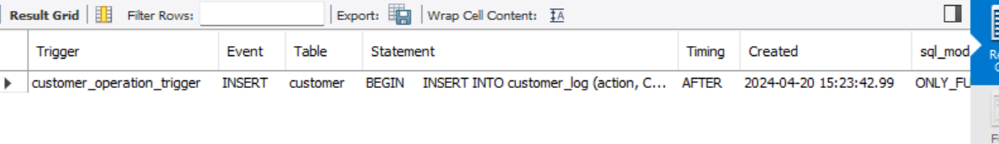 Result Grid Filter Rows: Export: Wrap Cell Content: IA
Trigger Event Table Statement Timing Created sql_mod
customer_operation_trigger INSERT customer BEGIN INSERT INTO customer_log (action, C... AFTER 2024-04-20 15:23:42.99 ONLY_FU